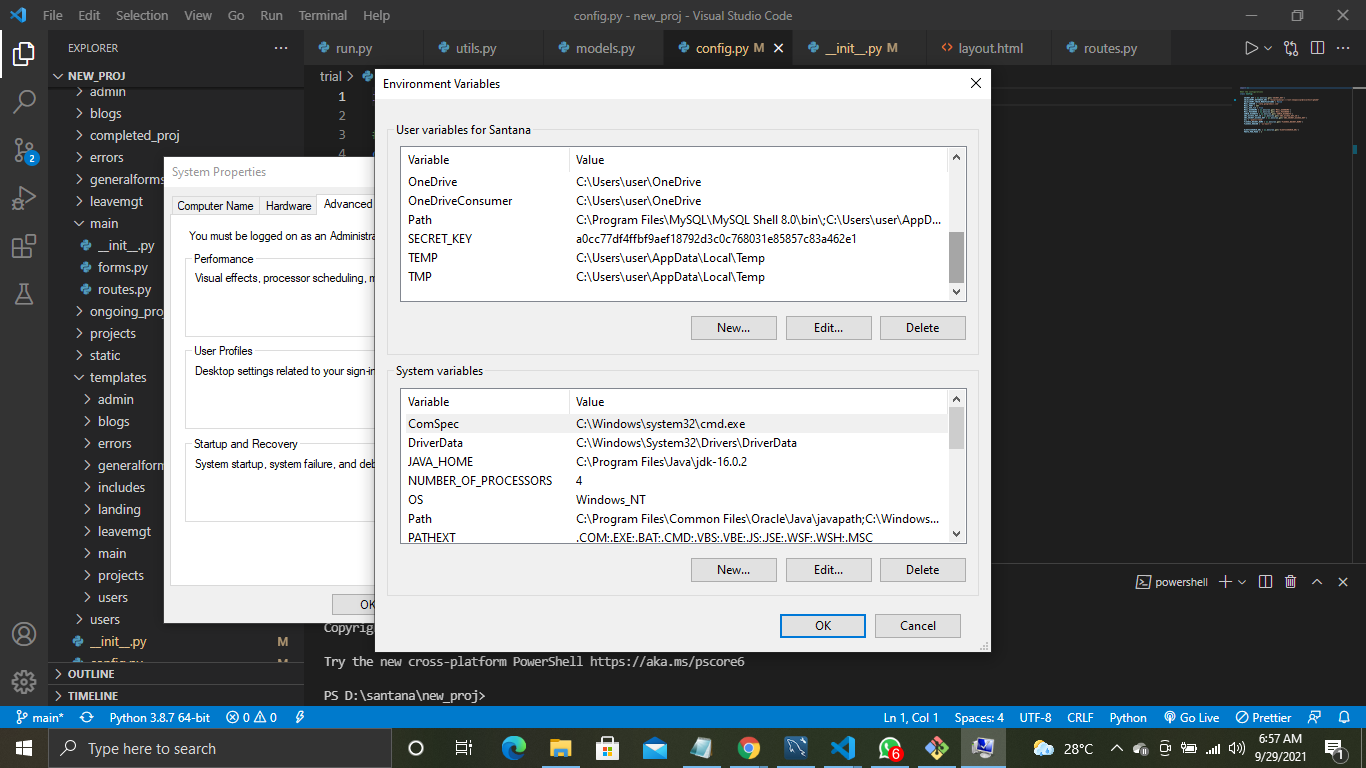 File Edit Selection View Go Run Terminal Help config.py - new_proj - Visual Studio Code
EXPLORER
run.py utils.py models.py config.py M __init__.py M layout.html routes.py
NEW_PROJ
admin
blogs
completed_proj
errors
generalforms
leavemgt
main
__init__.py
forms.py
routes.py
ongoing_proj
projects
static
templates
admin
blogs
errors
generalform
includes
landing
leavemgt
main
projects
users
users
__init__.py M
config.py M
OUTLINE
TIMELINE
trial
1
2
3 #
4
System Properties
Computer Name Hardware Advanced
You must be logged on as an Administra
Performance
Visual effects, processor scheduling, m
User Profiles
Desktop settings related to your sign-in
Startup and Recovery
System startup, system failure, and deb
OK
Environment Variables
User variables for Santana
Variable Value
OneDrive C:\Users\user\OneDrive
OneDriveConsumer C:\Users\user\OneDrive
Path C:\Program Files\MySQL\MySQL Shell 8.0\bin\;C:\Users\user\AppD...
SECRET_KEY a0cc77df4ffbf9aef18792d3c0c768031e85857c83a462e1
TEMP C:\Users\user\AppData\Local\Temp
TMP C:\Users\user\AppData\Local\Temp
New... Edit... Delete
System variables
Variable Value
ComSpec C:\Windows\system32\cmd.exe
DriverData C:\Windows\System32\Drivers\DriverData
JAVA_HOME C:\Program Files\Java\jdk-16.0.2
NUMBER_OF_PROCESSORS 4
OS Windows_NT
Path C:\Program Files\Common Files\Oracle\Java\javapath;C:\Windows...
PATHEXT .COM;.EXE;.BAT;.CMD;.VBS;.VBE;.JS;.JSE;.WSF;.WSH;.MSC
New... Edit... Delete
OK Cancel
powershell
Copyrig
Try the new cross-platform PowerShell https://aka.ms/pscore6
PS D:\santana\new_proj>
2
main* Python 3.8.7 64-bit 0 0 Ln 1, Col 1 Spaces: 4 UTF-8 CRLF Python Go Live Prettier
Type here to search
6
28°C
6:57 AM
9/29/2021
1